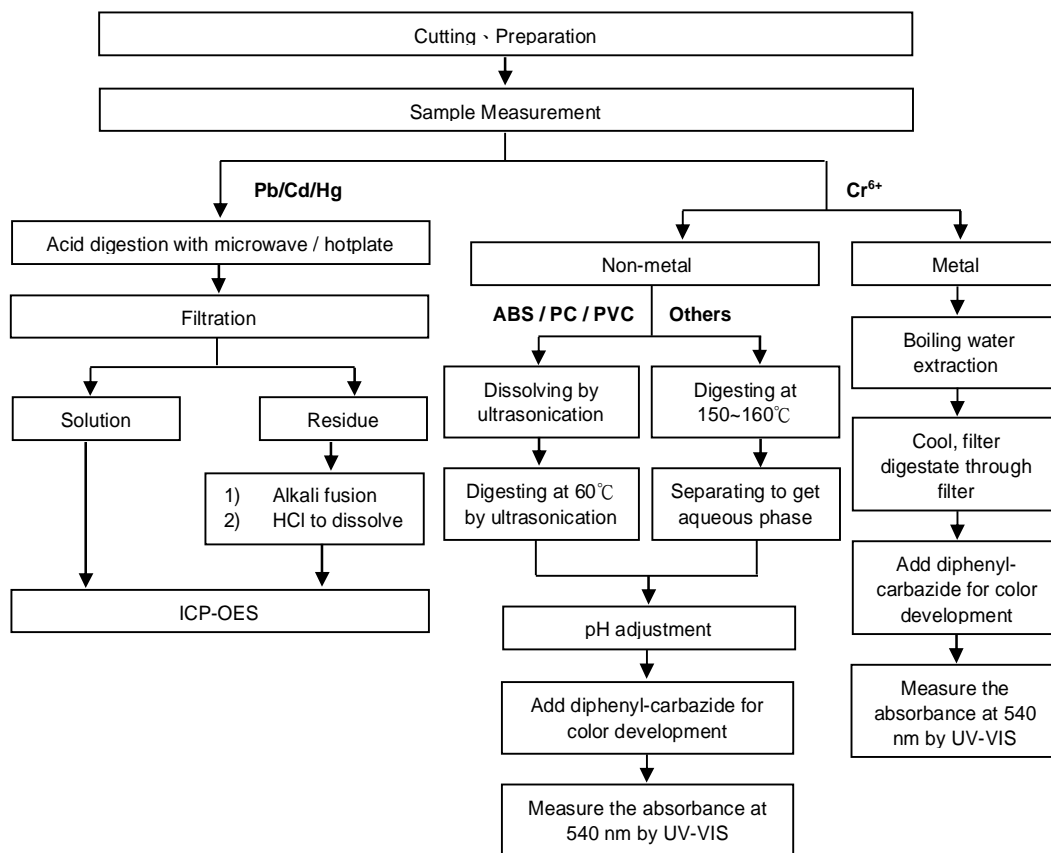 Cutting、Preparation
Sample Measurement
Pb/Cd/Hg
Acid digestion with microwave / hotplate
Filtration
Solution
Residue
1) Alkali fusion
2) HCl to dissolve
ICP-OES
Cr⁶⁺
Non-metal
ABS / PC / PVC
Others
Dissolving by
ultrasonication
Digesting at 60℃
by ultrasonication
Digesting at
150~160℃
Separating to get
aqueous phase
pH adjustment
Add diphenyl-carbazide for
color development
Measure the absorbance at
540 nm by UV-VIS
Metal
Boiling water
extraction
Cool, filter
digestate through
filter
Add diphenyl-
carbazide for color
development
Measure the
absorbance at 540
nm by UV-VIS